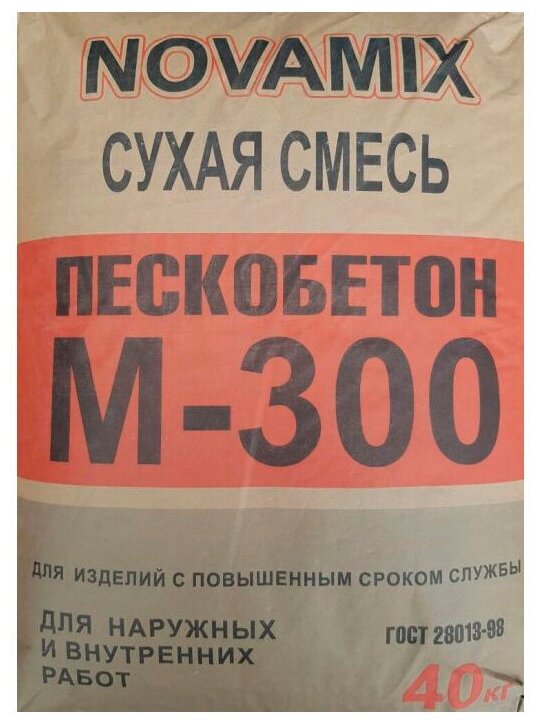 NOVAMIX
СУХАЯ СМЕСЬ
ПЕСКОБЕТОН
М-300
ДЛЯ ИЗДЕЛИЙ С ПОВЫШЕННЫМ СРОКОМ СЛУЖБЫ
ДЛЯ НАРУЖНЫХ
И ВНУТРЕННИХ
РАБОТ
ГОСТ 28013-98
40кг